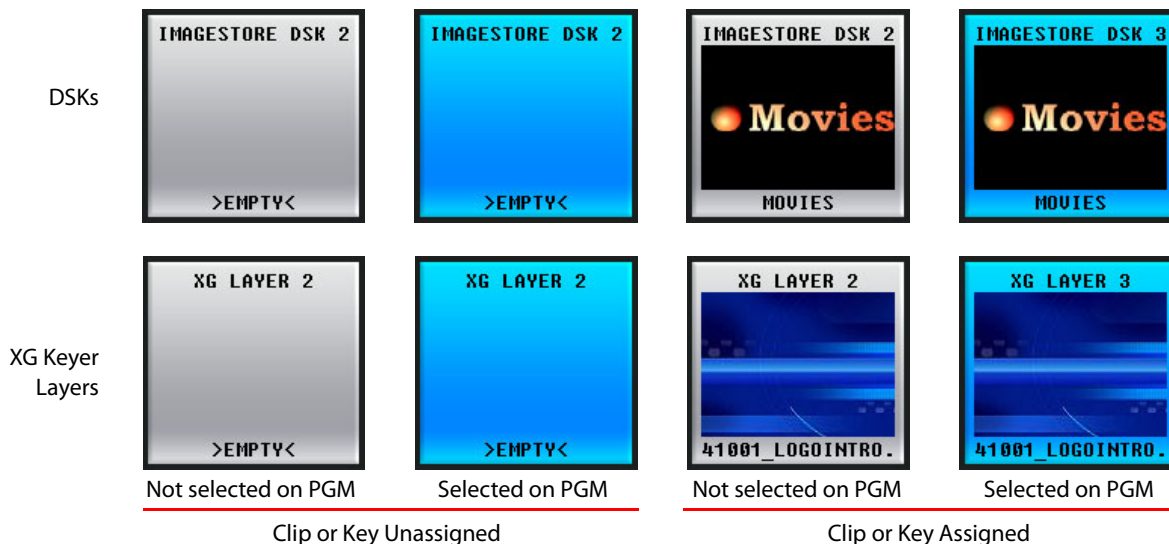 DSKs
IMAGESTORE DSK 2
>EMPTY<
IMAGESTORE DSK 2
>EMPTY<
IMAGESTORE DSK 2
Movies
MOVIES
IMAGESTORE DSK 3
Movies
MOVIES
XG Keyer
Layers
XG LAYER 2
>EMPTY<
XG LAYER 2
>EMPTY<
XG LAYER 2
41001_LOGOINTRO.
XG LAYER 3
41001_LOGOINTRO.
Not selected on PGM
Selected on PGM
Not selected on PGM
Selected on PGM
Clip or Key Unassigned
Clip or Key Assigned